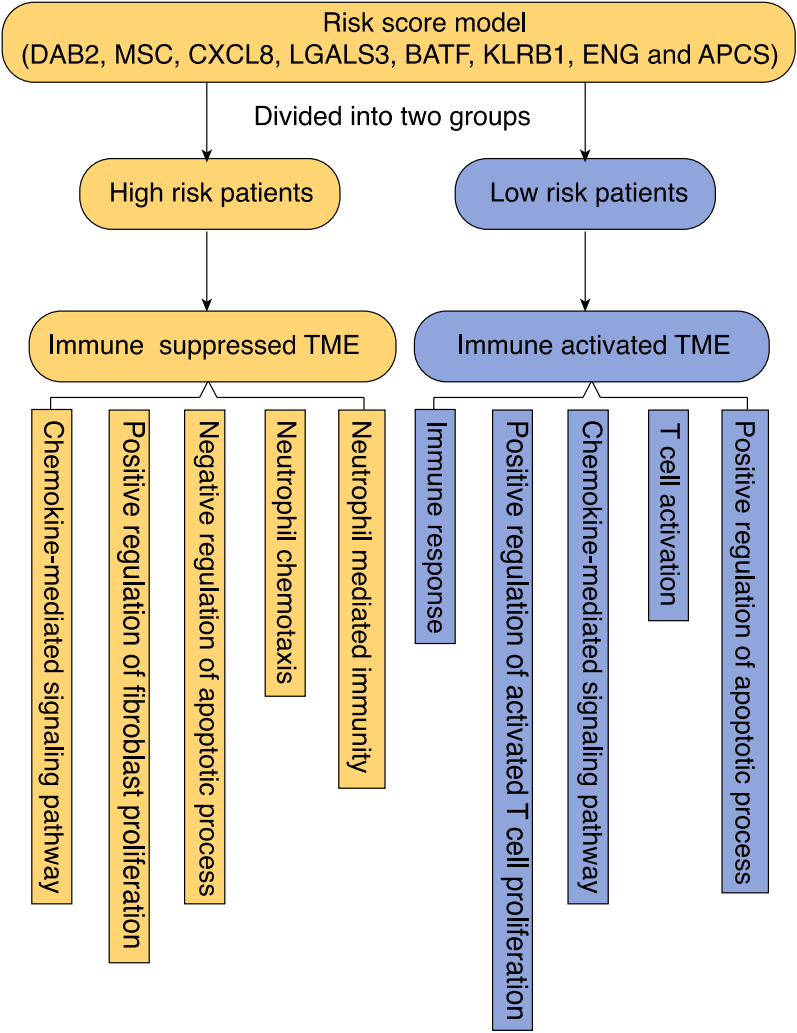 Risk score model
(DAB2, MSC, CXCL8, LGALS3, BATF, KLRB1, ENG and APCS)
Divided into two groups
High risk patients
Low risk patients
Immune suppressed TME
Immune activated TME
Chemokine-mediated signaling pathway
Positive regulation of fibroblast proliferation
Negative regulation of apoptotic process
Neutrophil chemotaxis
Neutrophil mediated immunity
Immune response
Positive regulation of activated T cell proliferation
Chemokine-mediated signaling pathway
T cell activation
Positive regulation of apoptotic process